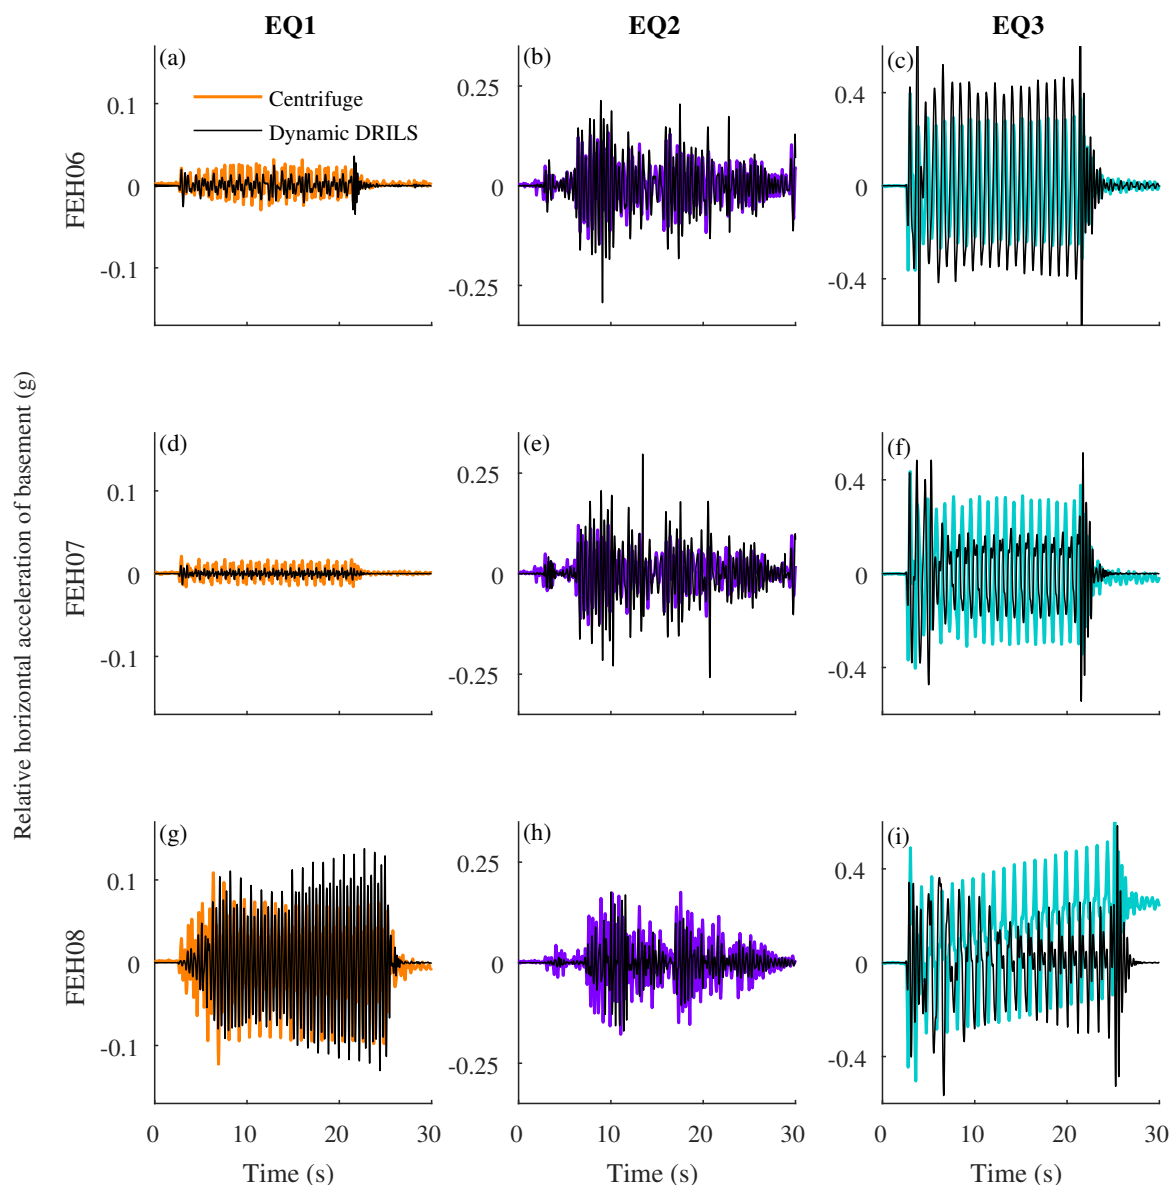 EQ1 EQ2 EQ3
(a) (b) (c)
Centrifuge
Dynamic DRILS
0.1 0 -0.1
0.25 0 -0.25
0.4 0 -0.4
FEH06
(d) (e) (f)
0.1 0 -0.1
0.25 0 -0.25
0.4 0 -0.4
FEH07
Relative horizontal acceleration of basement (g)
(g) (h) (i)
0.1 0 -0.1
0.25 0 -0.25
0.4 0 -0.4
FEH08
0 10 20 30
0 10 20 30
0 10 20 30
Time (s) Time (s) Time (s)